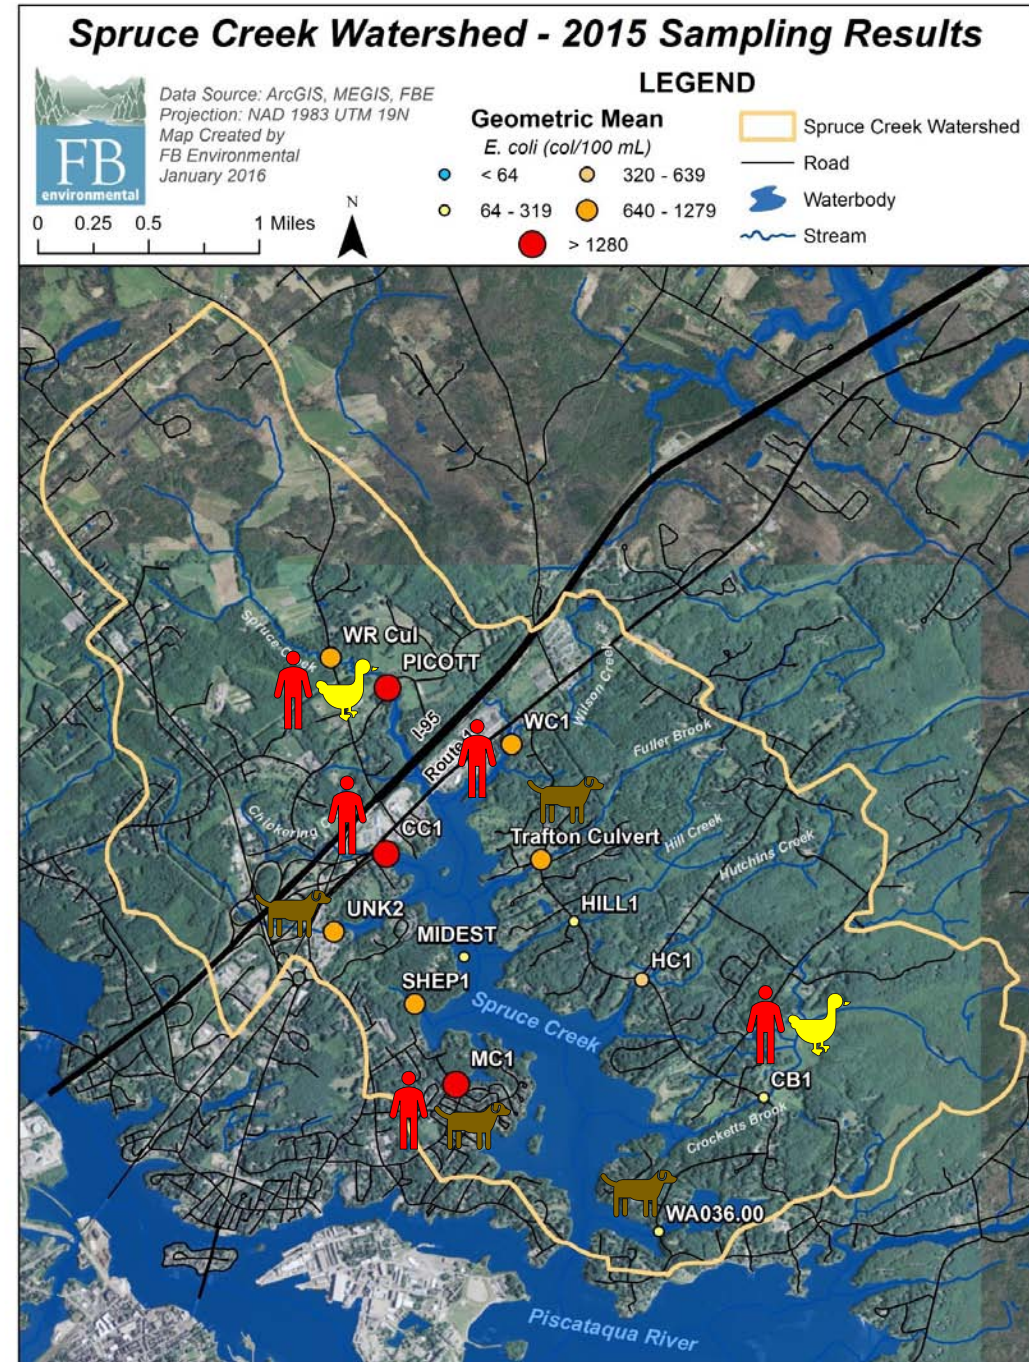 Spruce Creek Watershed - 2015 Sampling Results
FB
environmental
Data Source: ArcGIS, MEGIS, FBE
Projection: NAD 1983 UTM 19N
Map Created by
FB Environmental
January 2016
0 0.25 0.5 1 Miles
N
LEGEND
Geometric Mean
E. coli (col/100 mL)
< 64
320 - 639
64 - 319
640 - 1279
> 1280
Spruce Creek Watershed
Road
Waterbody
Stream
Spruce Creek
WR Cul
PICOTT
I-95
Route 1
WC1
Wilson Creek
Fuller Brook
Chickering
CC1
Trafton Culvert
Hill Creek
Hutchins Creek
UNK2
HILL1
MIDEST
HC1
SHEP1
Spruce Creek
MC1
CB1
Crocketts Brook
WA036.00
Piscataqua River